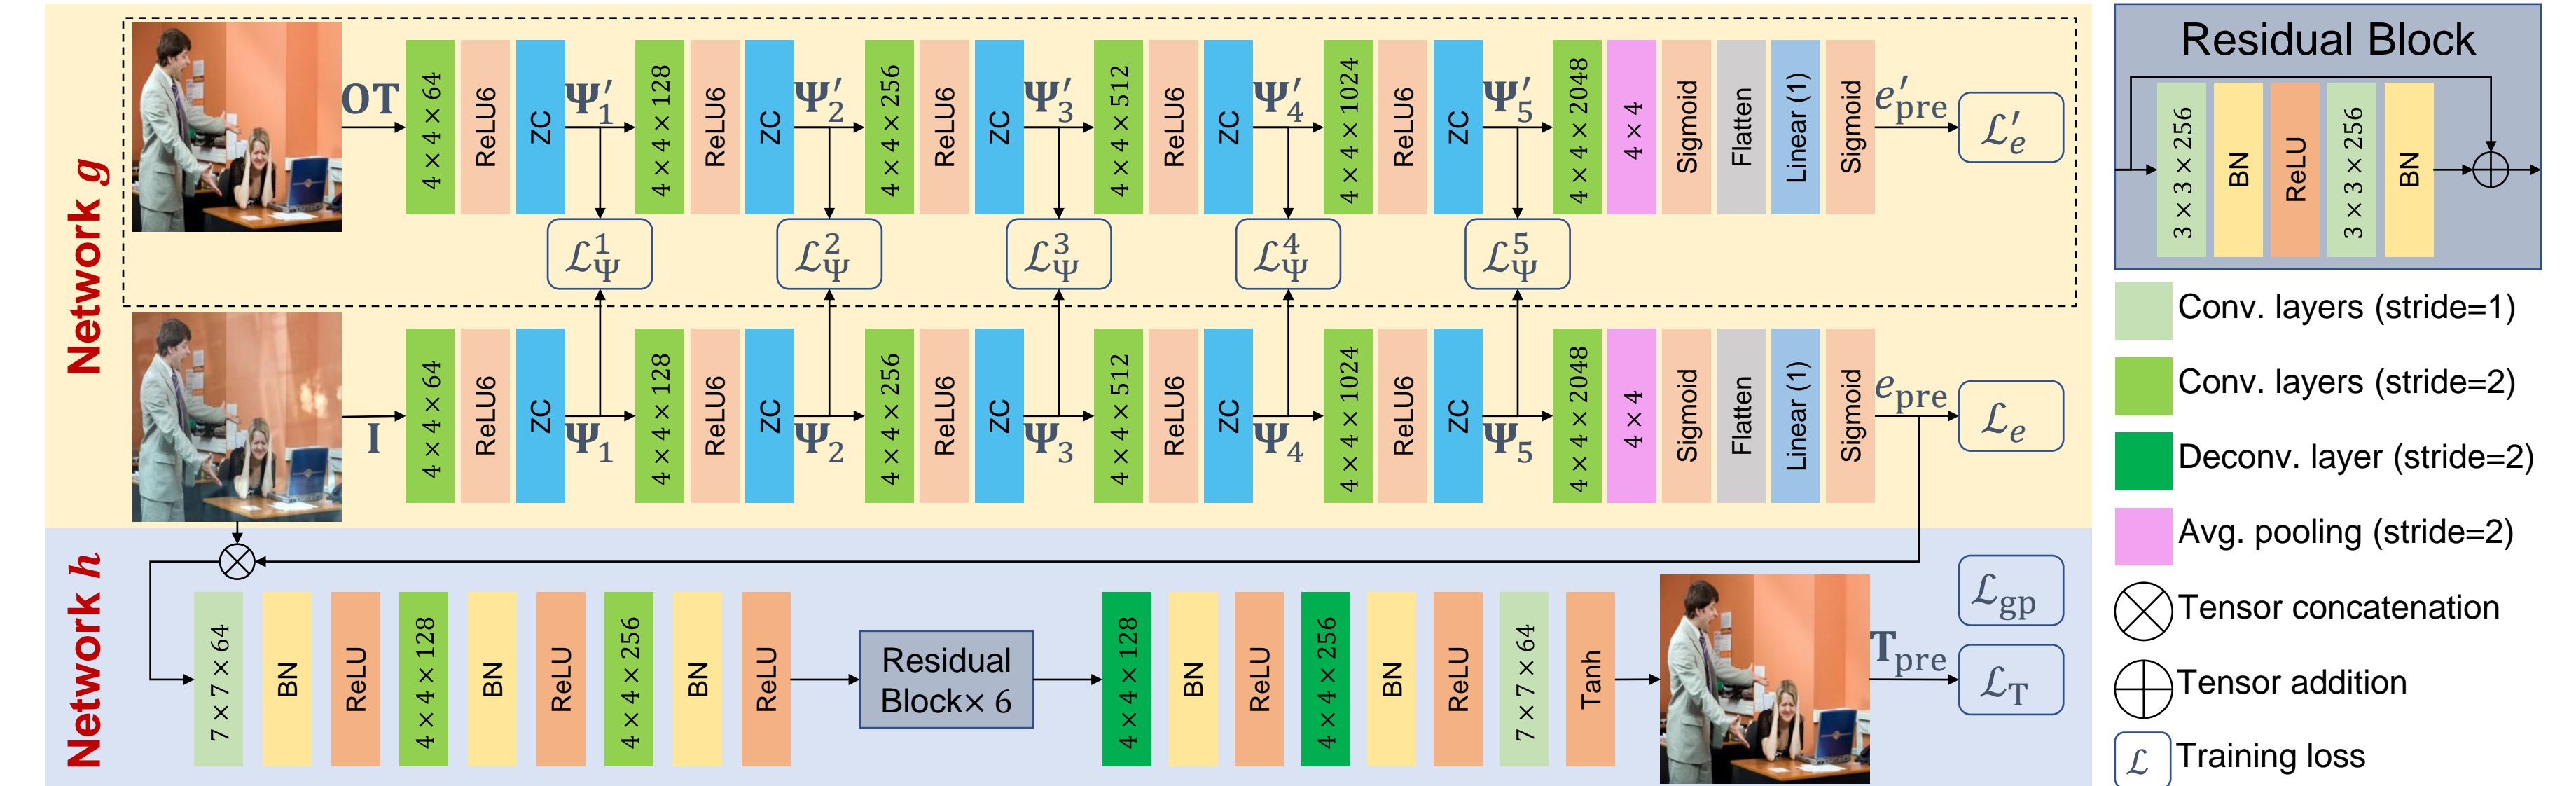 Network g
OT
4 × 4 × 64
ReLU6
ZC
Ψ′₁
4 × 4 × 128
ReLU6
ZC
Ψ′₂
4 × 4 × 256
ReLU6
ZC
Ψ′₃
4 × 4 × 512
ReLU6
ZC
Ψ′₄
4 × 4 × 1024
ReLU6
ZC
Ψ′₅
4 × 4 × 2048
4 × 4
Sigmoid
Flatten
Linear (1)
Sigmoid
e′pre
ℒ′e
ℒ¹Ψ
ℒ²Ψ
ℒ³Ψ
ℒ⁴Ψ
ℒ⁵Ψ
I
4 × 4 × 64
ReLU6
ZC
Ψ₁
4 × 4 × 128
ReLU6
ZC
Ψ₂
4 × 4 × 256
ReLU6
ZC
Ψ₃
4 × 4 × 512
ReLU6
ZC
Ψ₄
4 × 4 × 1024
ReLU6
ZC
Ψ₅
4 × 4 × 2048
4 × 4
Sigmoid
Flatten
Linear (1)
Sigmoid
epre
ℒe
Network h
7 × 7 × 64
BN
ReLU
4 × 4 × 128
BN
ReLU
4 × 4 × 256
BN
ReLU
Residual
Block× 6
4 × 4 × 128
BN
ReLU
4 × 4 × 256
BN
ReLU
7 × 7 × 64
Tanh
Tpre
ℒgp
ℒT
Residual Block
3 × 3 × 256
BN
ReLU
3 × 3 × 256
BN
Conv. layers (stride=1)
Conv. layers (stride=2)
Deconv. layer (stride=2)
Avg. pooling (stride=2)
Tensor concatenation
Tensor addition
ℒ Training loss